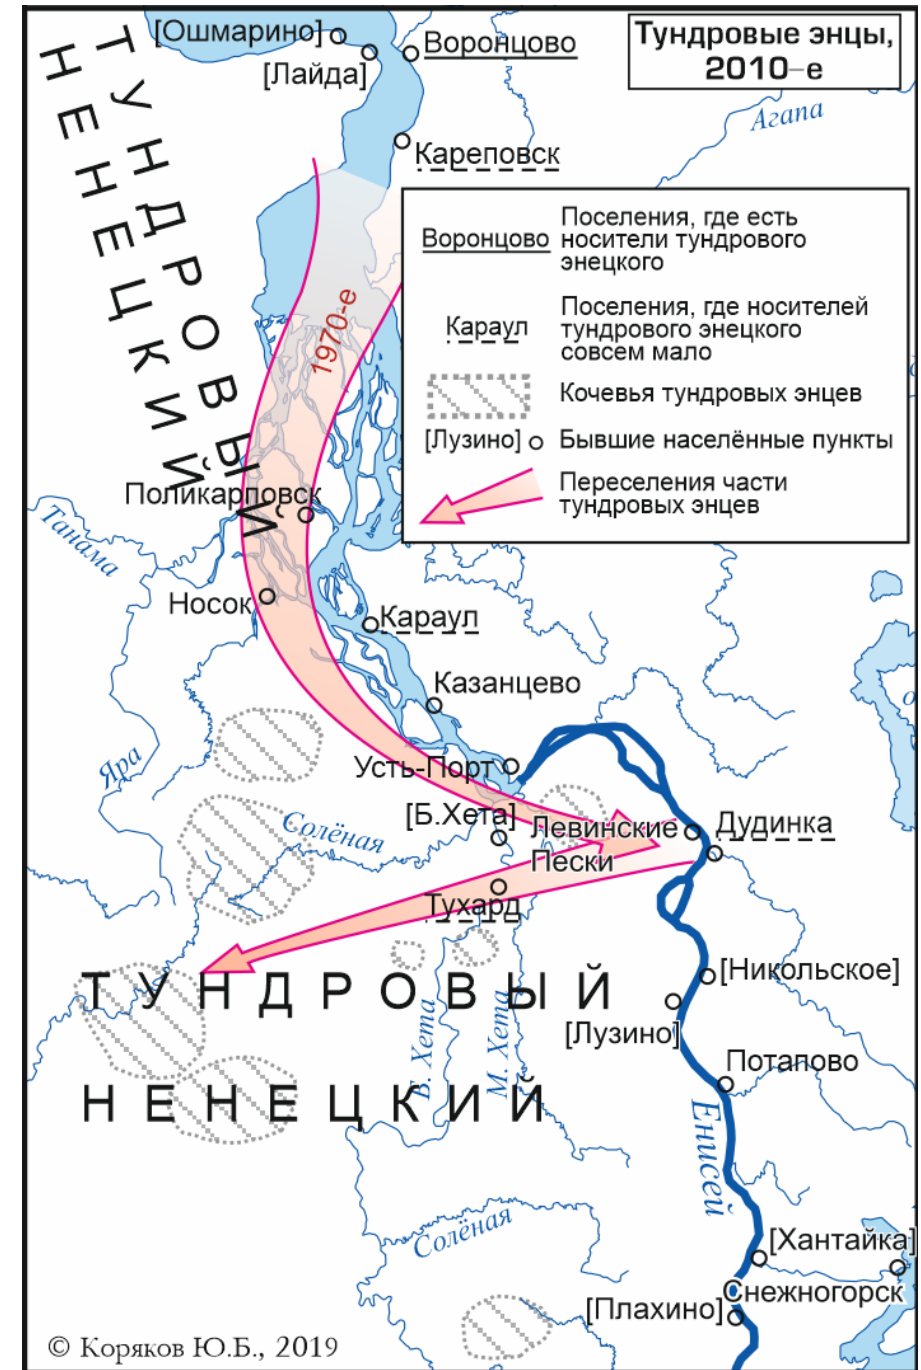 Тундровые энцы,
2010–е
[Ошмарино]
[Лайда]
Воронцово
Агапа
Кареповск
ТУНДРОВЫЙ
НЕНЕЦКИЙ
Воронцово
Поселения, где есть
носители тундрового
энецкого
Караул
Поселения, где носителей
тундрового энецкого
совсем мало
Кочевья тундровых энцев
[Лузино]
Бывшие населённые пункты
Переселения части
тундровых энцев
1970-е
Поликарповск
Танама
Носок
Караул
Казанцево
Яра
Усть-Порт
Солёная
[Б.Хета]
Левинские
Пески
Дудинка
Тухард
ТУНДРОВЫЙ
НЕНЕЦКИЙ
Б. Хета
М. Хета
[Никольское]
[Лузино]
Потапово
Енисей
Солёная
[Хантайка]
Снежногорск
[Плахино]
© Коряков Ю.Б., 2019